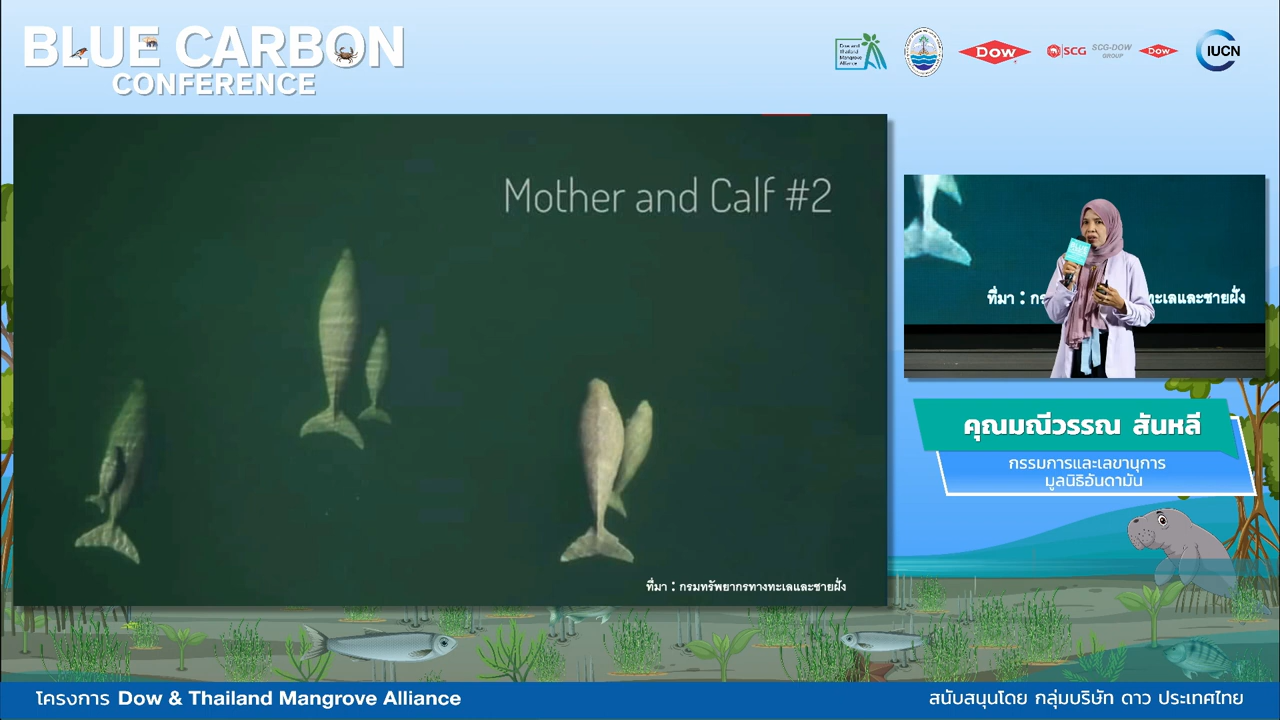 BLUE CARBON
CONFERENCE
Dow and
Thailand
Mangrove
Alliance
DOW
SCG
SCG-DOW
GROUP
DOW
IUCN
Mother and Calf #2
ที่มา : กรมทรัพยากรทางทะเลและชายฝั่ง
BLUE
ที่มา : กร
ทะเลและชายฝั่ง
คุณมณีวรรณ สันหลี
กรรมการและเลขานุการ
มูลนิธิอันดามัน
โครงการ Dow & Thailand Mangrove Alliance
สนับสนุนโดย กลุ่มบริษัท ดาว ประเทศไทย